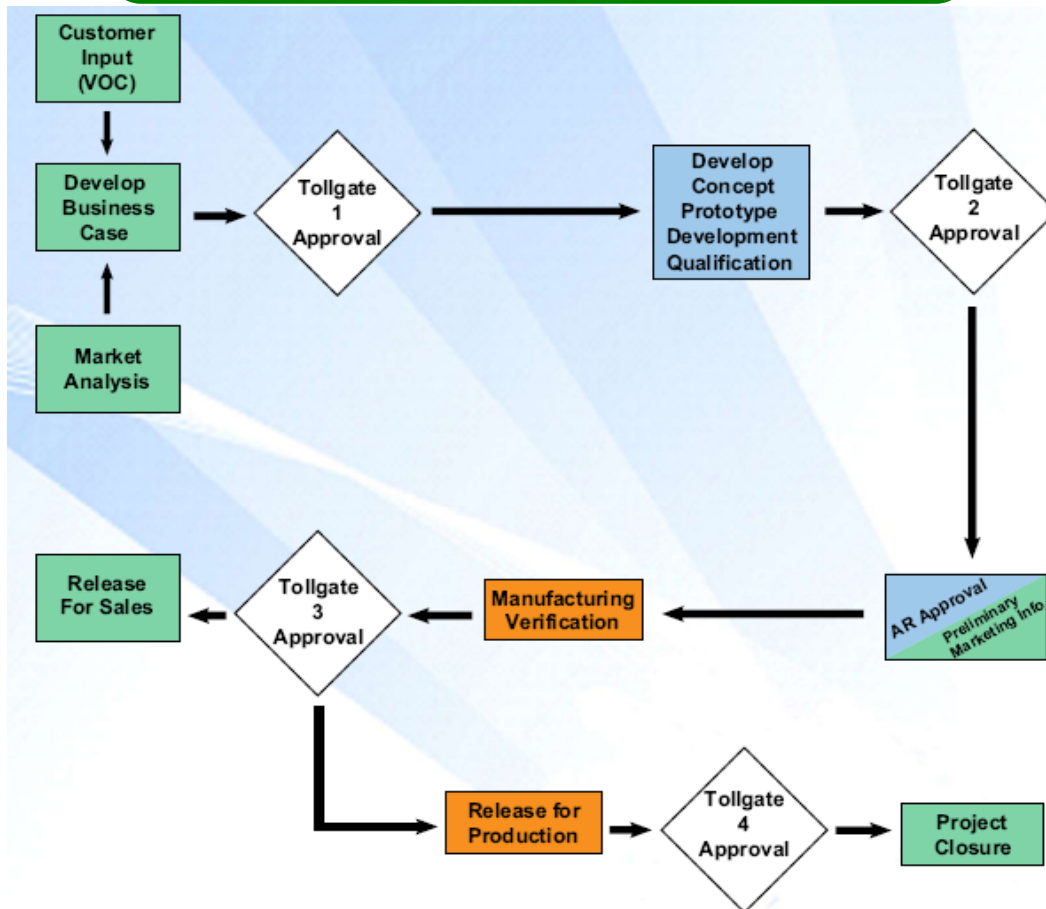 Customer
Input
(VOC)
Develop
Business
Case
Market
Analysis
Tollgate
1
Approval
Develop
Concept
Prototype
Development
Qualification
Tollgate
2
Approval
AR Approval
Preliminary
Marketing Info
Manufacturing
Verification
Tollgate
3
Approval
Release
For Sales
Release for
Production
Tollgate
4
Approval
Project
Closure